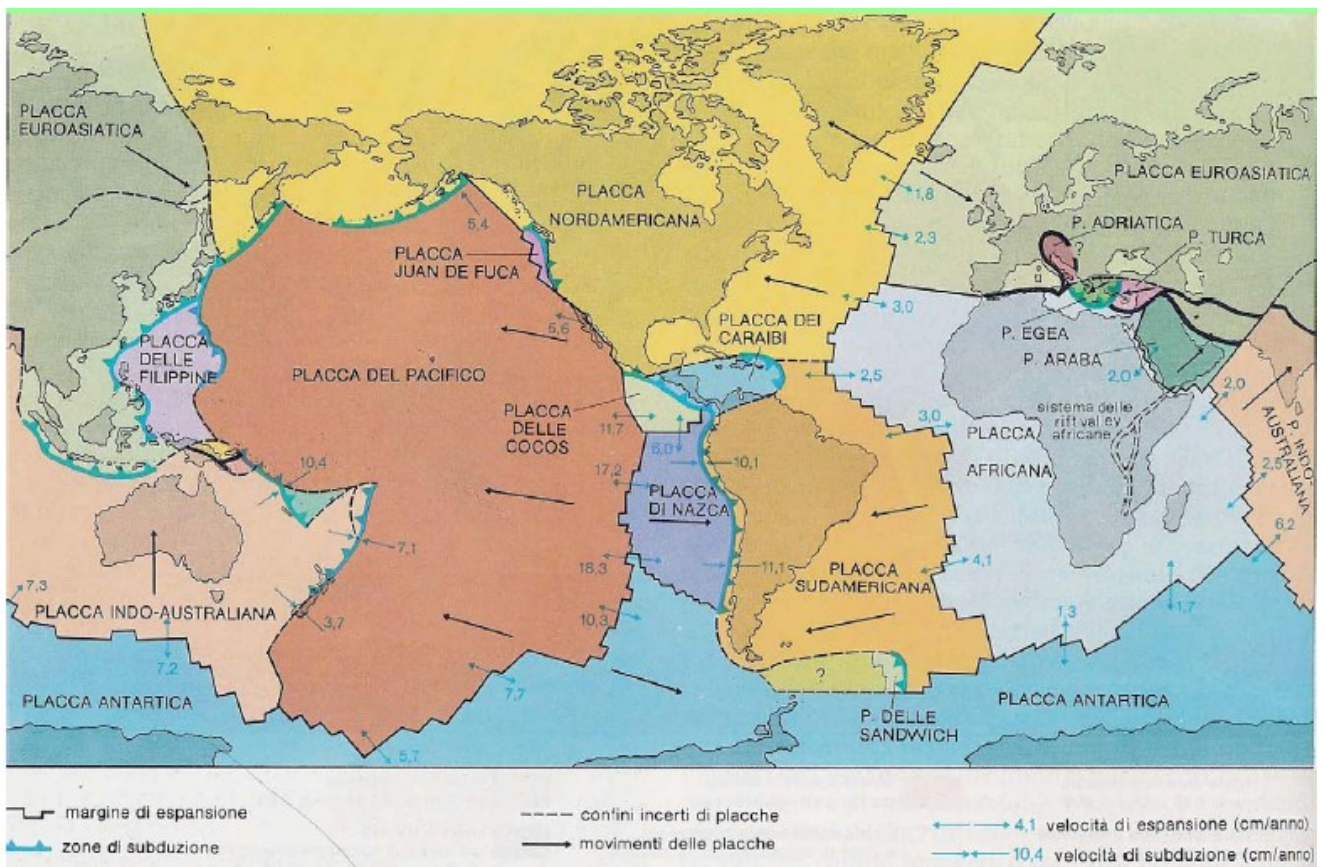 PLACCA
EUROASIATICA
PLACCA
NORDAMERICANA
PLACCA EUROASIATICA
P. ADRIATICA
P. TURCA
PLACCA
JUAN DE FUCA
PLACCA
DELLE
FILIPPINE
PLACCA DEL PACIFICO
PLACCA DEI
CARAIBI
P. EGEA
P. ARABA
PLACCA
DELLE
COCOS
sistema delle
rift valley
africane
PLACCA
AFRICANA
P. INDO-
AUSTRALIANA
PLACCA
DI NAZCA
PLACCA
SUDAMERICANA
PLACCA INDO-AUSTRALIANA
PLACCA ANTARTICA
?
P. DELLE
SANDWICH
PLACCA ANTARTICA
1,8
2,3
3,0
5,4
5,6
2,5
2,0
2,0
3,0
11,7
6,0
10,1
17,2
10,4
2,5
6,2
7,1
18,3
11,1
4,1
7,3
3,7
10,3
1,3
1,7
7,2
7,7
5,7
margine di espansione
zone di subduzione
confini incerti di placche
movimenti delle placche
4,1 velocità di espansione (cm/anno)
10,4 velocità di subduzione (cm/anno)